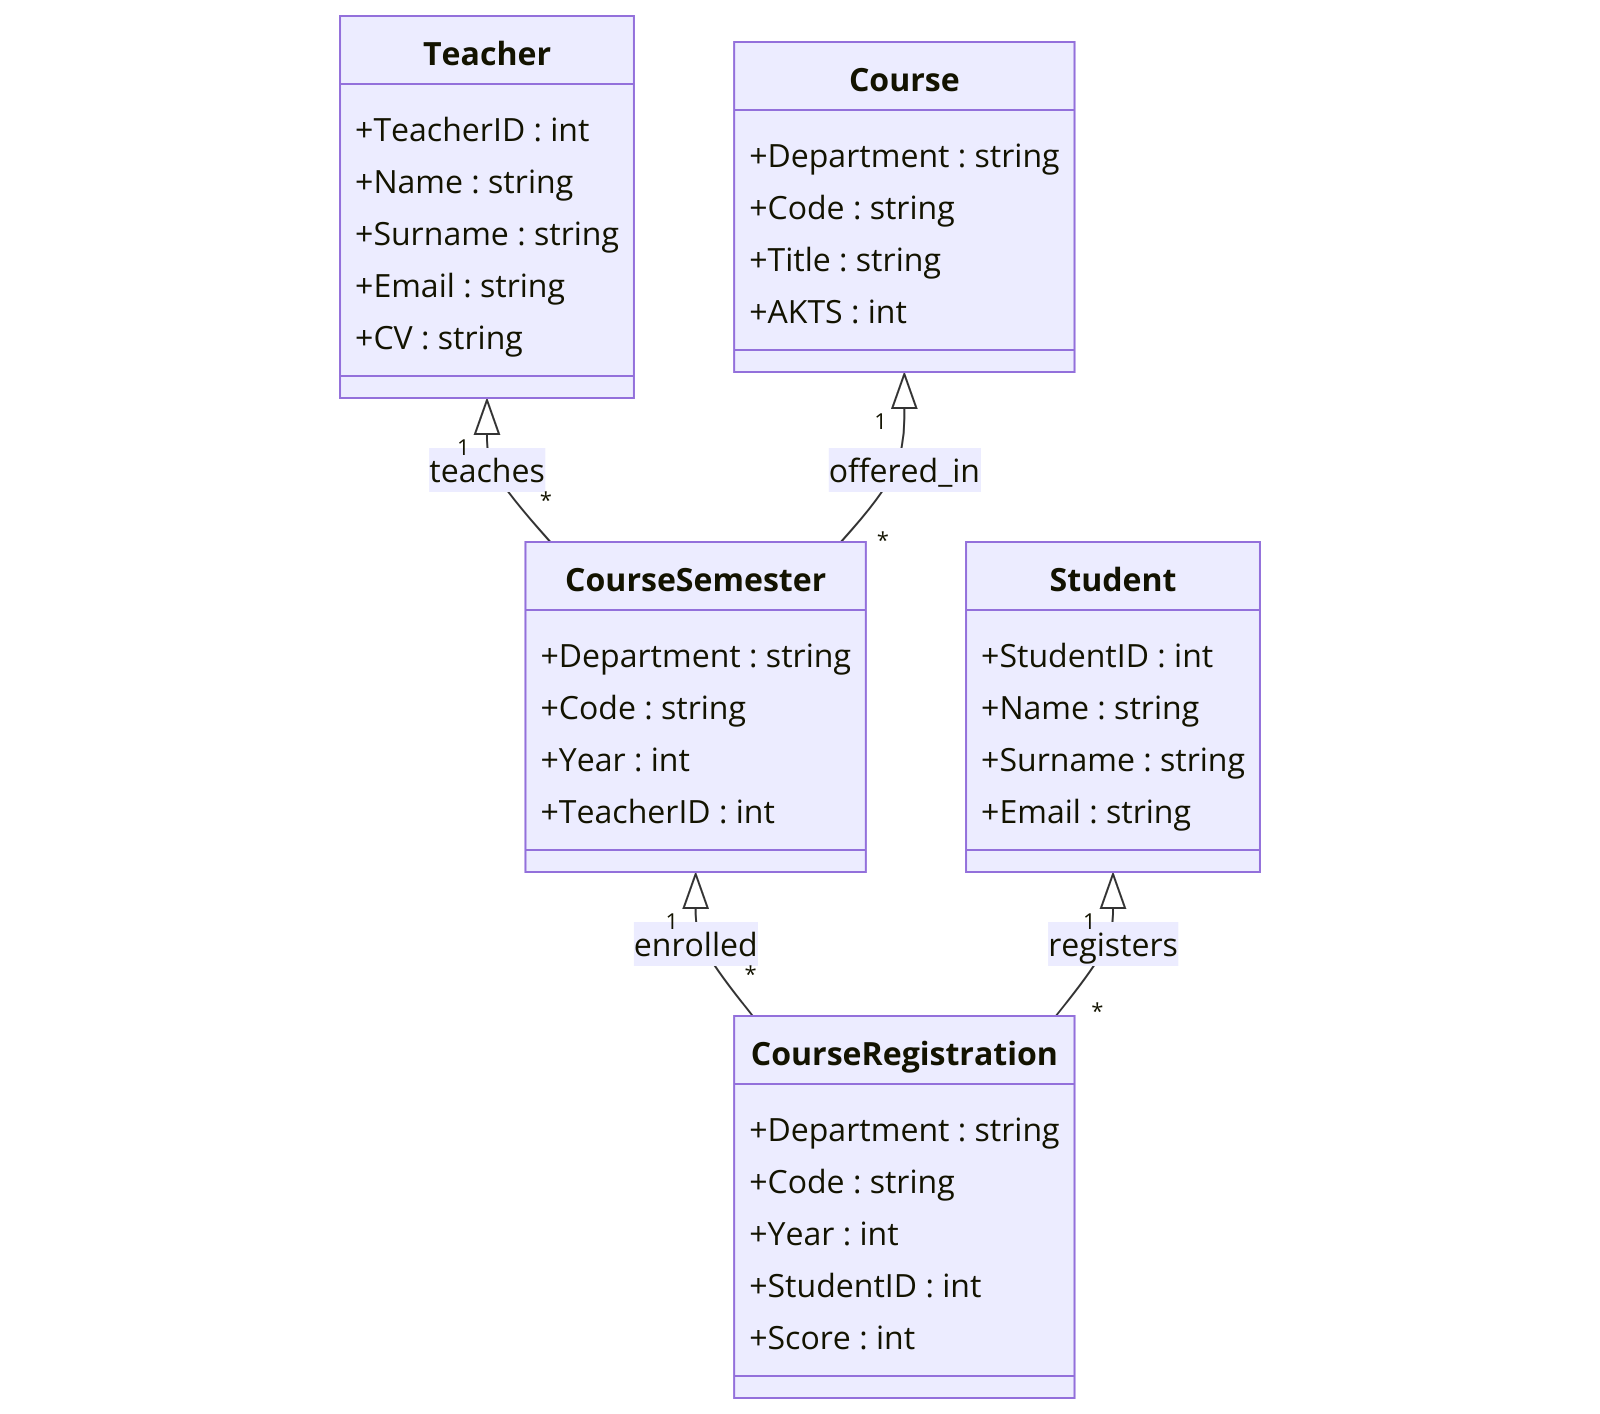 Teacher
+TeacherID : int
+Name : string
+Surname : string
+Email : string
+CV : string
Course
+Department : string
+Code : string
+Title : string
+AKTS : int
1
teaches
*
1
offered_in
*
CourseSemester
+Department : string
+Code : string
+Year : int
+TeacherID : int
Student
+StudentID : int
+Name : string
+Surname : string
+Email : string
1
enrolled
*
1
registers
*
CourseRegistration
+Department : string
+Code : string
+Year : int
+StudentID : int
+Score : int